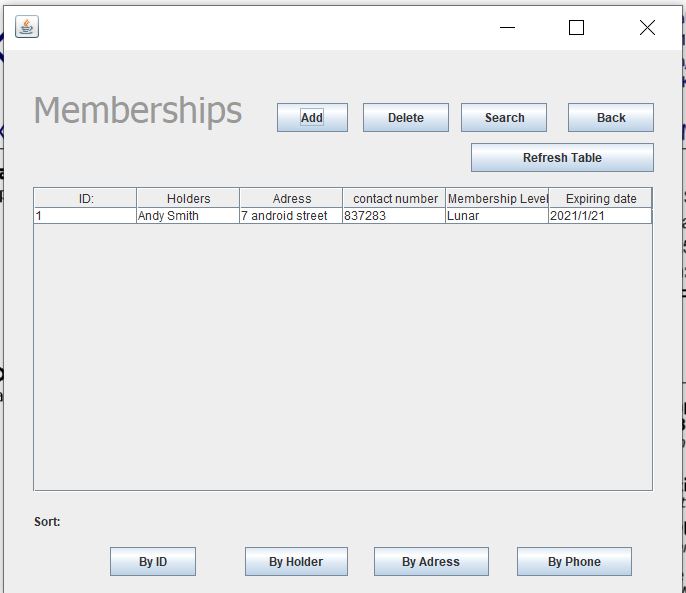 Memberships Add Delete Search Back
Refresh Table
ID: Holders Adress contact number Membership Level Expiring date
1 Andy Smith 7 android street 837283 Lunar 2021/1/21
Sort:
By ID By Holder By Adress By Phone